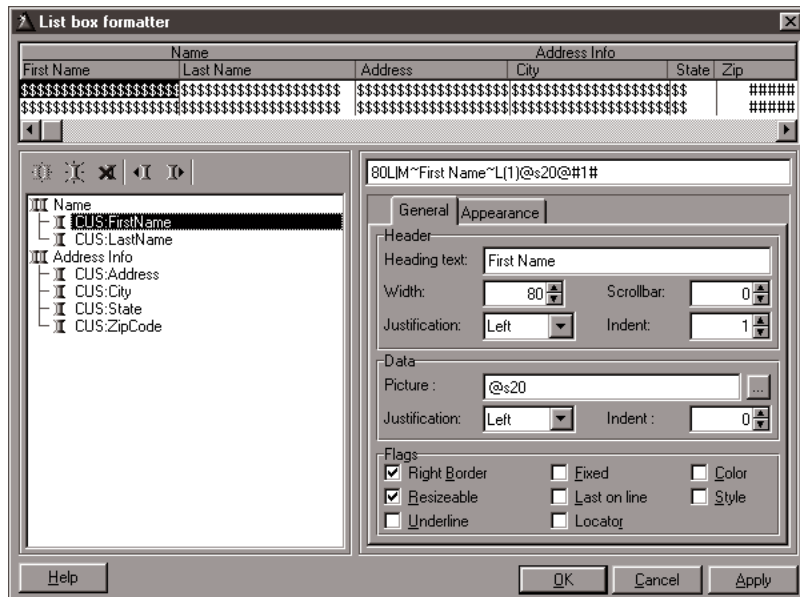 List box formatter
Name Address Info
First Name Last Name Address City State Zip
$$$$$$$$$$$$$$$$$$$$ $$$$$$$$$$$$$$$$$$$$ $$$$$$$$$$$$$$$$$$$$ $$$$$$$$$$$$$$$$$$$$ $$ #####
$$$$$$$$$$$$$$$$$$$$ $$$$$$$$$$$$$$$$$$$$ $$$$$$$$$$$$$$$$$$$$ $$$$$$$$$$$$$$$$$$$$ $$ #####
80L|M~First Name~L(1)@s20@#1#
Name
CUS:FirstName
CUS:LastName
Address Info
CUS:Address
CUS:City
CUS:State
CUS:ZipCode
General Appearance
Header
Heading text: First Name
Width: 80 Scrollbar: 0
Justification: Left Indent: 1
Data
Picture : @s20 ...
Justification: Left Indent : 0
Flags
Right Border Fixed Color
Resizeable Last on line Style
Underline Locator
Help OK Cancel Apply